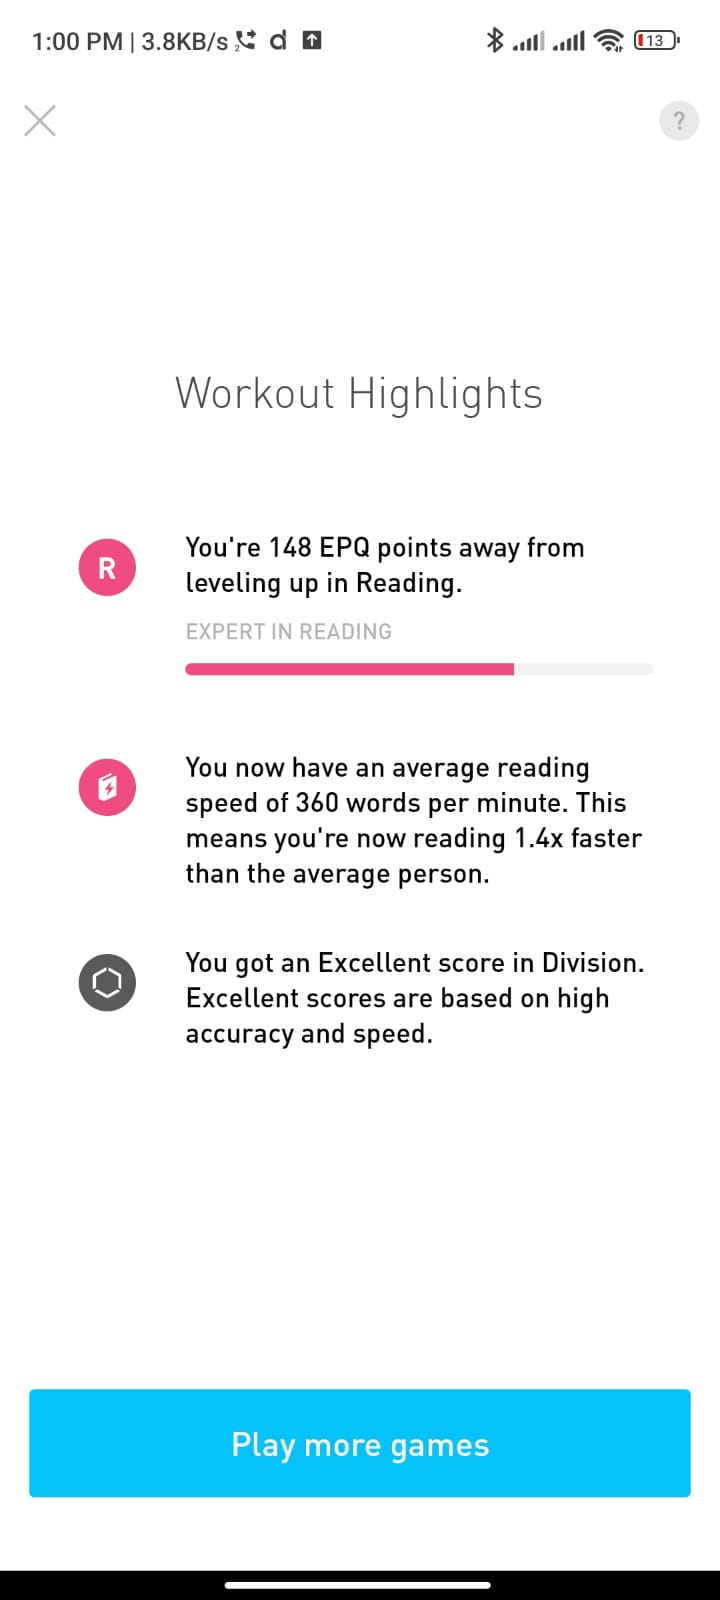 1:00 PM | 3.8KB/s 2 d 13
?
Workout Highlights
R
You're 148 EPQ points away from
leveling up in Reading.
EXPERT IN READING
You now have an average reading
speed of 360 words per minute. This
means you're now reading 1.4x faster
than the average person.
You got an Excellent score in Division.
Excellent scores are based on high
accuracy and speed.
Play more games